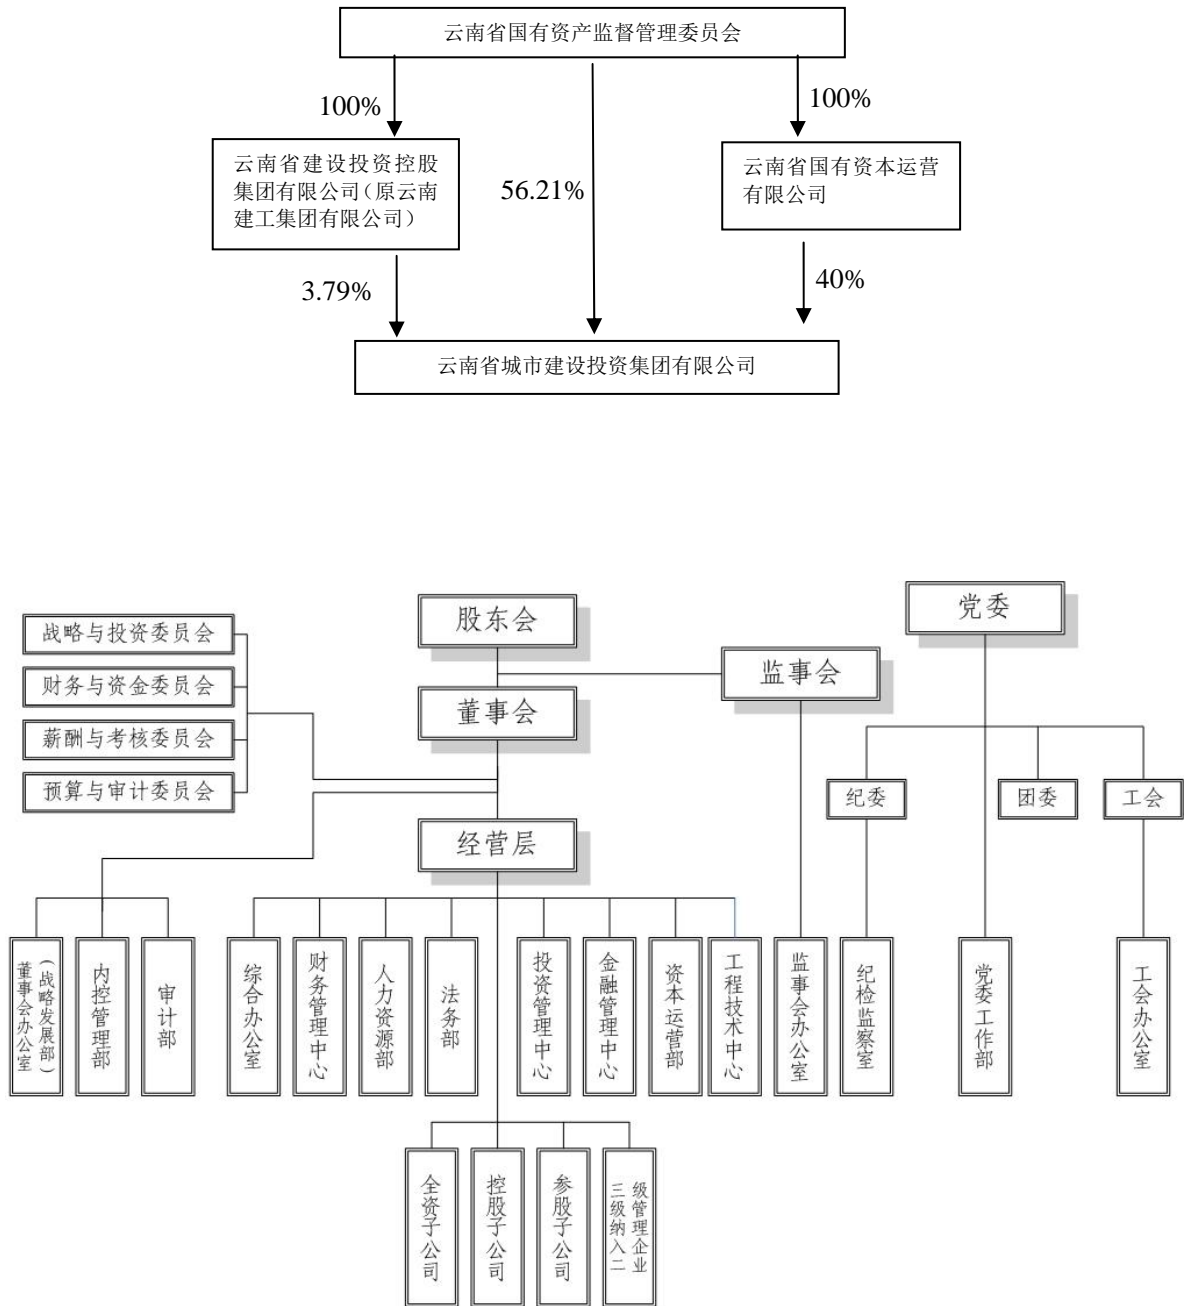 云南省国有资产监督管理委员会
100%
100%
云南省建设投资控股
集团有限公司（原云南
建工集团有限公司）
56.21%
云南省国有资本运营
有限公司
3.79%
40%
云南省城市建设投资集团有限公司
党委
股东会
战略与投资委员会
监事会
财务与资金委员会
董事会
薪酬与考核委员会
预算与审计委员会
纪委
团委
工会
经营层
董事会办公室
（战略发展部）
内控管理部
审计部
综合办公室
财务管理中心
人力资源部
法务部
投资管理中心
金融管理中心
资本运营部
工程技术中心
监事会办公室
纪检监察室
党委工作部
工会办公室
全资子公司
控股子公司
参股子公司
三级纳入二
级管理企业